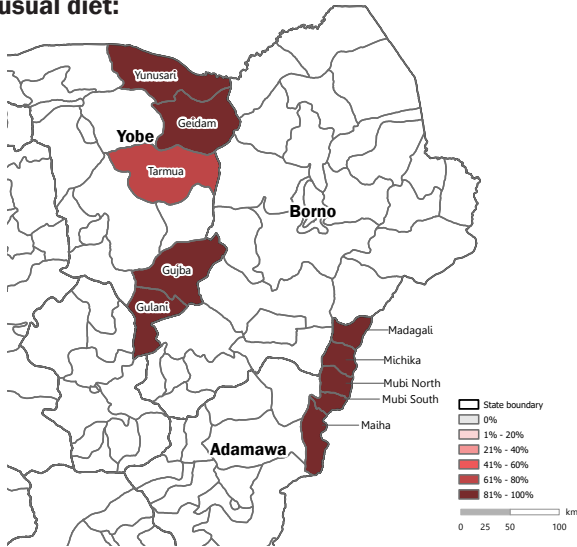 usual diet:
Yunusari
Geidam
Yobe
Tarmua
Borno
Gujba
Gulani
Madagali
Michika
Mubi North
Mubi South
Maiha
Adamawa
State boundary
0%
1% - 20%
21% - 40%
41% - 60%
61% - 80%
81% - 100%
km
0 25 50 100